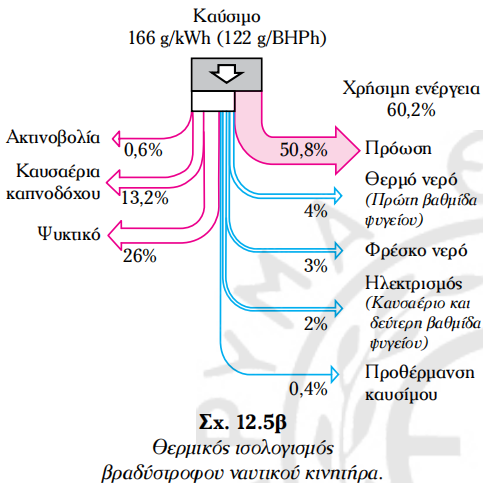 Καύσιμο
166 g/kWh (122 g/BHPh)
Χρήσιμη ενέργεια
60,2%
Ακτινοβολία
0,6%
50,8%
Πρόωση
Καυσαέρια
καπνοδόχου
13,2%
Θερμό νερό
(Πρώτη βαθμίδα
ψυγείου)
4%
Ψυκτικό
26%
Φρέσκο νερό
3%
Ηλεκτρισμός
(Καυσαέριο και
δεύτερη βαθμίδα
ψυγείου)
2%
Προθέρμανση
καυσίμου
0,4%
Σχ. 12.5β
Θερμικός ισολογισμός
βραδύστροφου ναυτικού κινητήρα.